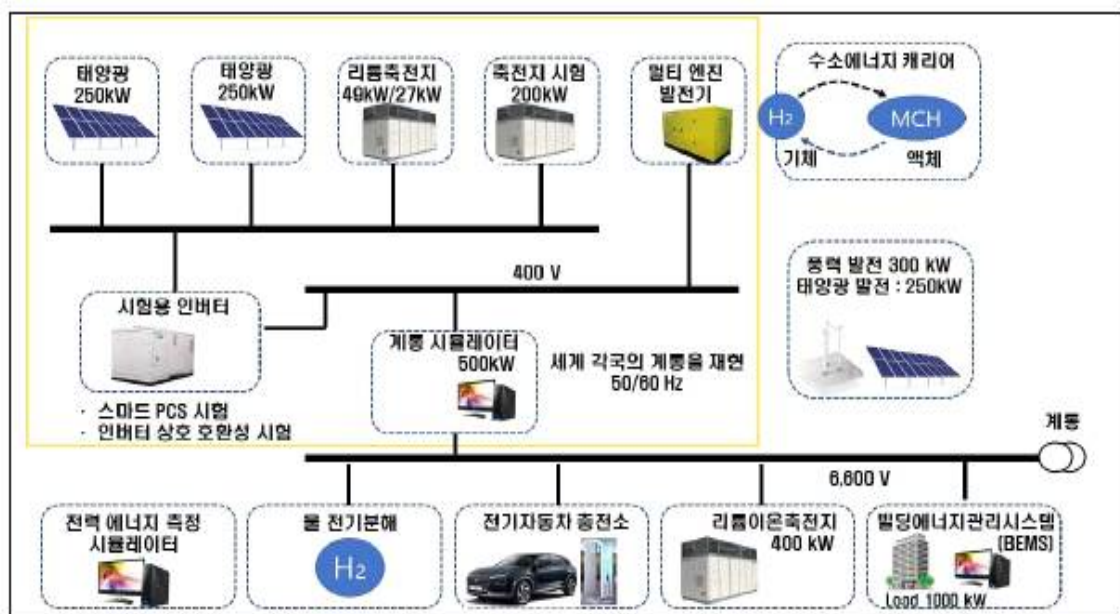 태양광
250kW
태양광
250kW
리튬축전지
49kW/27kW
축전지 시험
200kW
멀티 엔진
발전기
수소에너지 캐리어
H₂
MCH
기체
액체
400 V
풍력 발전 300 kW
태양광 발전 : 250kW
시험용 인버터
계통 시뮬레이터
500kW
세계 각국의 계통을 재현
50/60 Hz
· 스마트 PCS 시험
· 인버터 상호 호환성 시험
계통
6,600 V
전력 에너지 측정
시뮬레이터
물 전기분해
H₂
전기자동차 충전소
리튬이온축전지
400 kW
빌딩에너지관리시스템
(BEMS)
Load 1000 kW